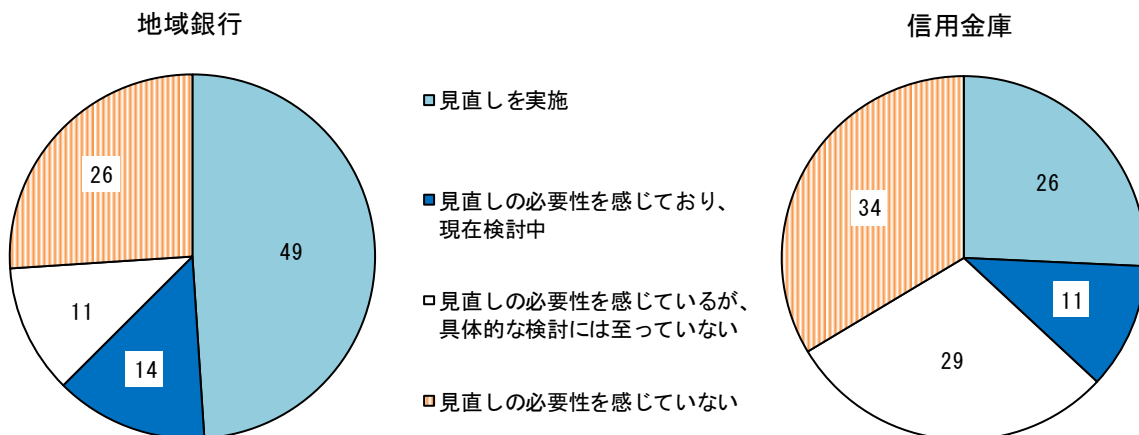 地域銀行
26
49
11
14
見直しを実施
見直しの必要性を感じており、
現在検討中
見直しの必要性を感じているが、
具体的な検討には至っていない
見直しの必要性を感じていない
信用金庫
26
34
11
29